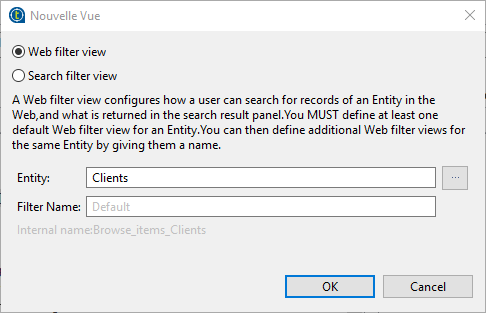 Nouvelle Vue
Web filter view
Search filter view
A Web filter view configures how a user can search for records of an Entity in the
Web,and what is returned in the search result panel.You MUST define at least one
default Web filter view for an Entity.You can then define additional Web filter views for
the same Entity by giving them a name.
Entity: Clients ...
Filter Name: Default
Internal name:Browse_items_Clients
OK Cancel